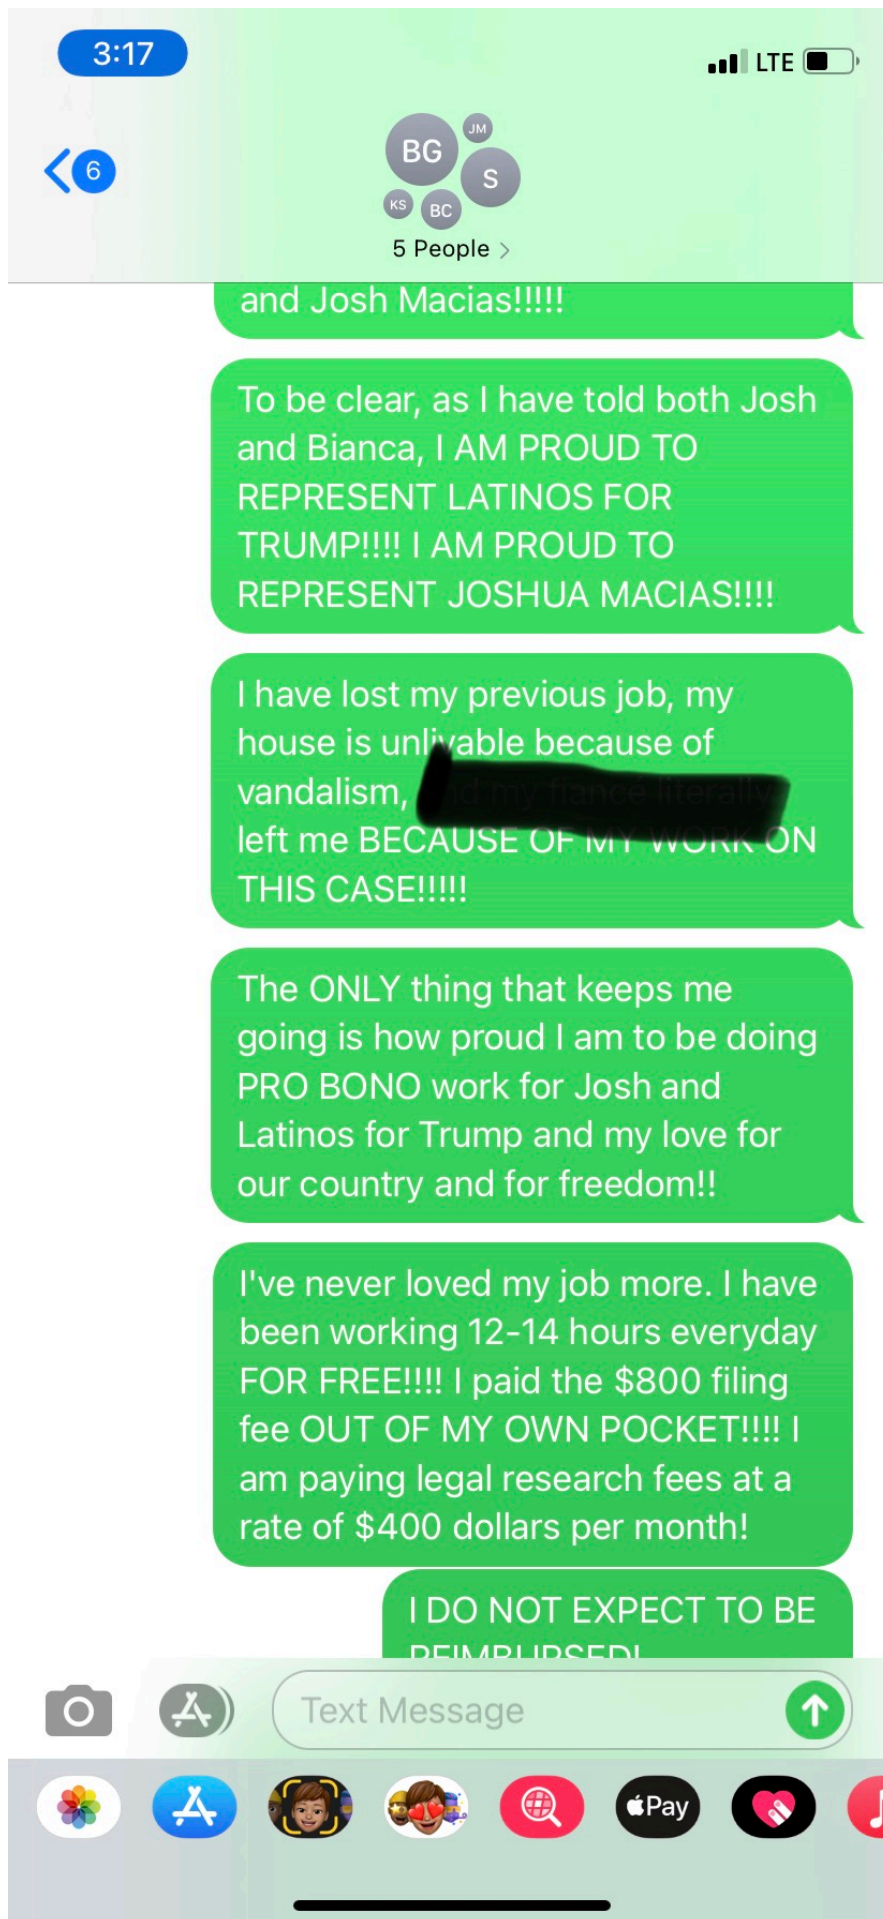 3:17
LTE
6
BG
JM
S
KS
BC
5 People
and Josh Macias!!!!!
To be clear, as I have told both Josh
and Bianca, I AM PROUD TO
REPRESENT LATINOS FOR
TRUMP!!!! I AM PROUD TO
REPRESENT JOSHUA MACIAS!!!!
I have lost my previous job, my
house is unlivable because of
vandalism,
left me BECAUSE OF MY WORK ON
THIS CASE!!!!!
The ONLY thing that keeps me
going is how proud I am to be doing
PRO BONO work for Josh and
Latinos for Trump and my love for
our country and for freedom!!
I've never loved my job more. I have
been working 12-14 hours everyday
FOR FREE!!!! I paid the $800 filing
fee OUT OF MY OWN POCKET!!!! I
am paying legal research fees at a
rate of $400 dollars per month!
I DO NOT EXPECT TO BE
REIMBURSED!
Text Message
Pay